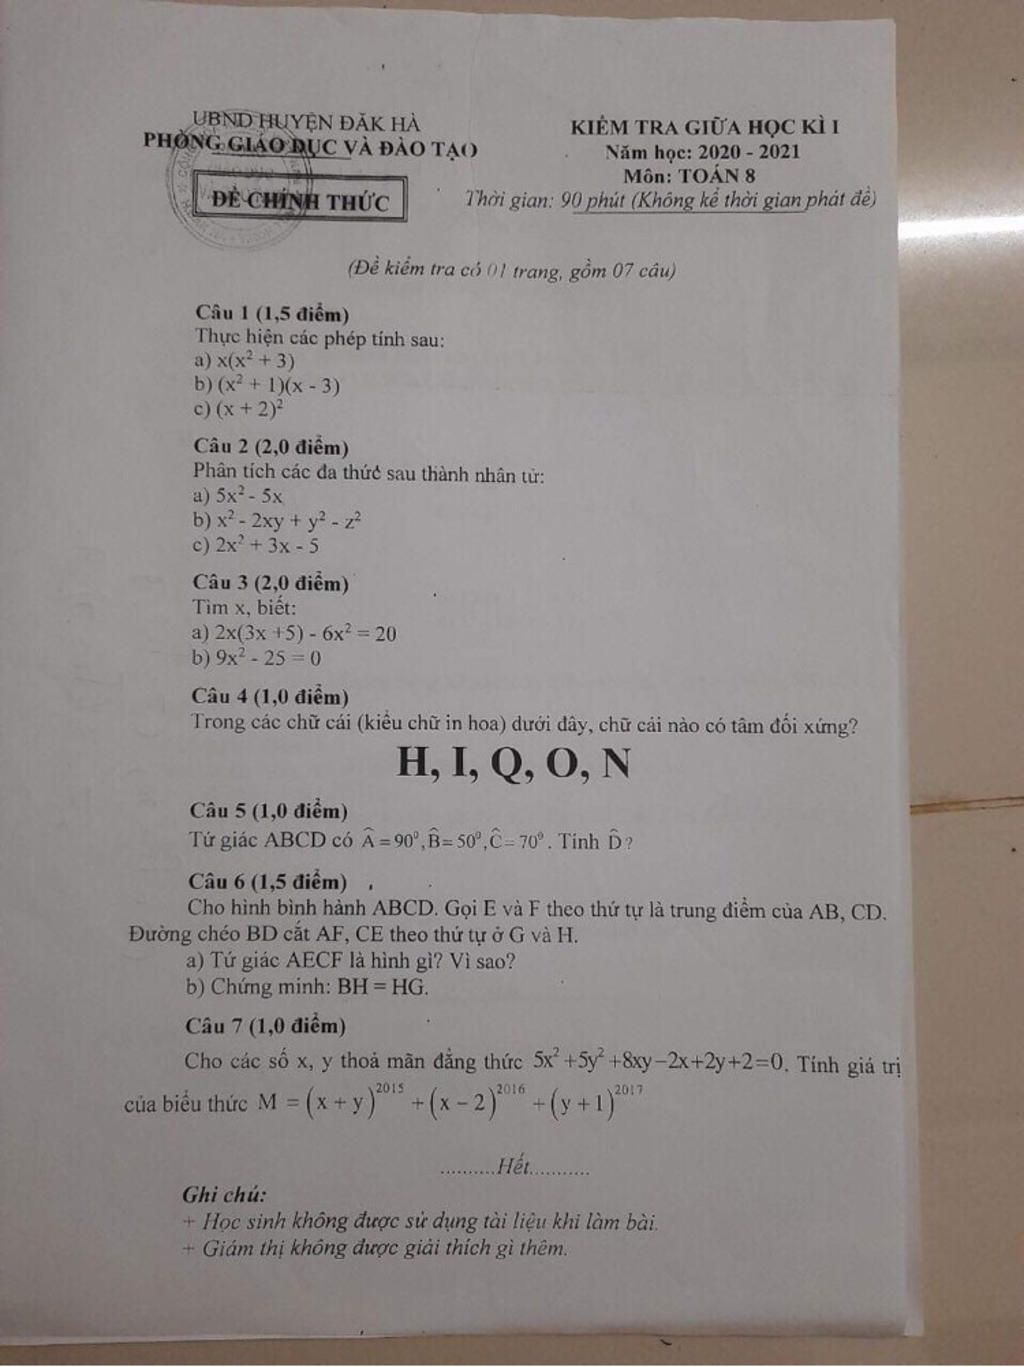 UBND HUYỆN ĐĂK HÀ
PHÒNG GIÁO DỤC VÀ ĐÀO TẠO
ĐỀ CHÍNH THỨC
KIỂM TRA GIỮA HỌC KÌ I
Năm học: 2020 - 2021
Môn: TOÁN 8
Thời gian: 90 phút (Không kể thời gian phát đề)
(Đề kiểm tra có 01 trang, gồm 07 câu)
Câu 1 (1,5 điểm)
Thực hiện các phép tính sau:
a) x(x² + 3)
b) (x² + 1)(x - 3)
c) (x + 2)²
Câu 2 (2,0 điểm)
Phân tích các đa thức sau thành nhân tử:
a) 5x² - 5x
b) x² - 2xy + y² - z²
c) 2x² + 3x - 5
Câu 3 (2,0 điểm)
Tìm x, biết:
a) 2x(3x +5) - 6x² = 20
b) 9x² - 25 = 0
Câu 4 (1,0 điểm)
Trong các chữ cái (kiểu chữ in hoa) dưới đây, chữ cái nào có tâm đối xứng?
H, I, Q, O, N
Câu 5 (1,0 điểm)
Tứ giác ABCD có Â = 90⁰, B̂ = 50⁰, Ĉ = 70⁰. Tính D̂ ?
Câu 6 (1,5 điểm)
Cho hình bình hành ABCD. Gọi E và F theo thứ tự là trung điểm của AB, CD.
Đường chéo BD cắt AF, CE theo thứ tự ở G và H.
a) Tứ giác AECF là hình gì? Vì sao?
b) Chứng minh: BH = HG.
Câu 7 (1,0 điểm)
Cho các số x, y thoả mãn đẳng thức 5x² +5y² +8xy−2x+2y+2=0. Tính giá trị
của biểu thức M = (x + y)²⁰¹⁵ + (x − 2)²⁰¹⁶ + (y + 1)²⁰¹⁷
..........Hết...........
Ghi chú:
+ Học sinh không được sử dụng tài liệu khi làm bài.
+ Giám thị không được giải thích gì thêm.